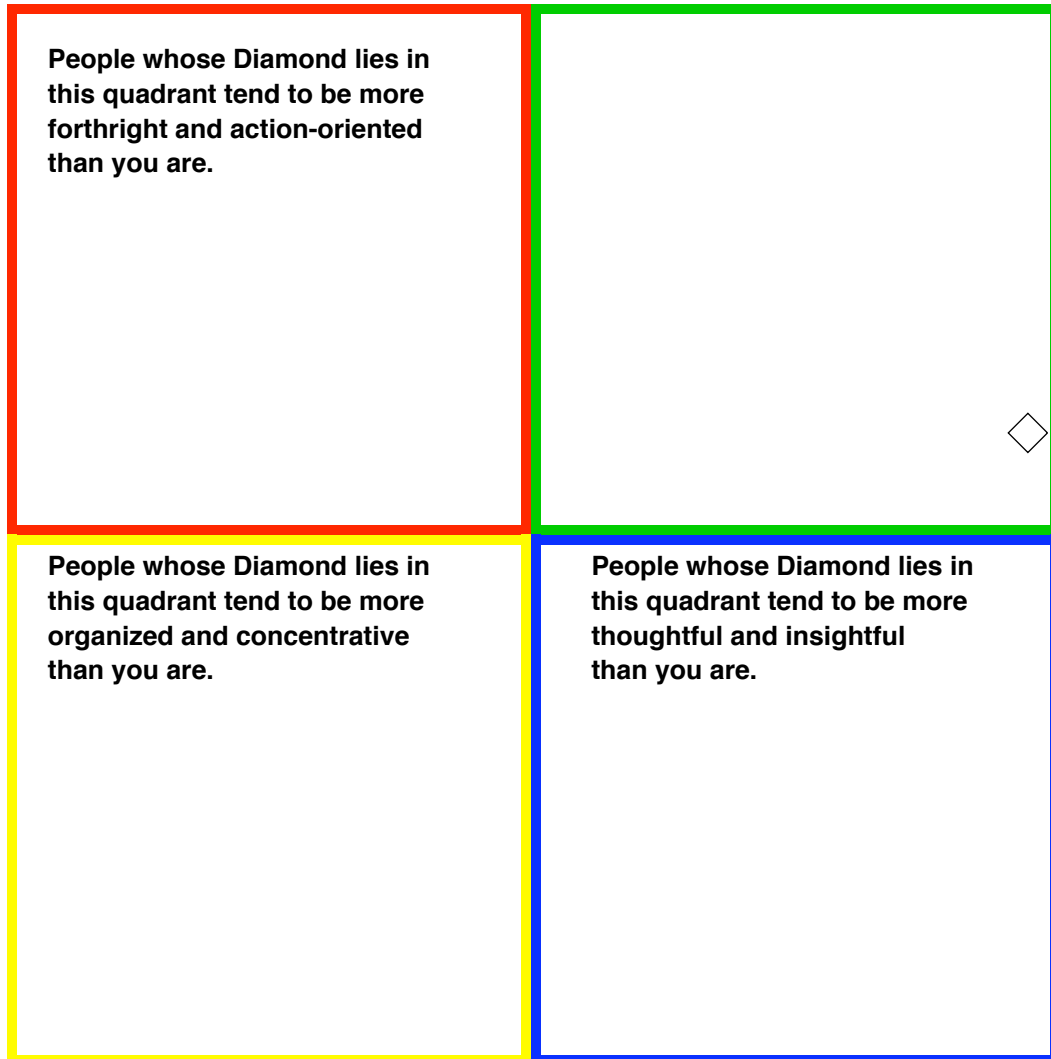 People whose Diamond lies in
this quadrant tend to be more
forthright and action-oriented
than you are.
People whose Diamond lies in
this quadrant tend to be more
organized and concentrative
than you are.
People whose Diamond lies in
this quadrant tend to be more
thoughtful and insightful
than you are.